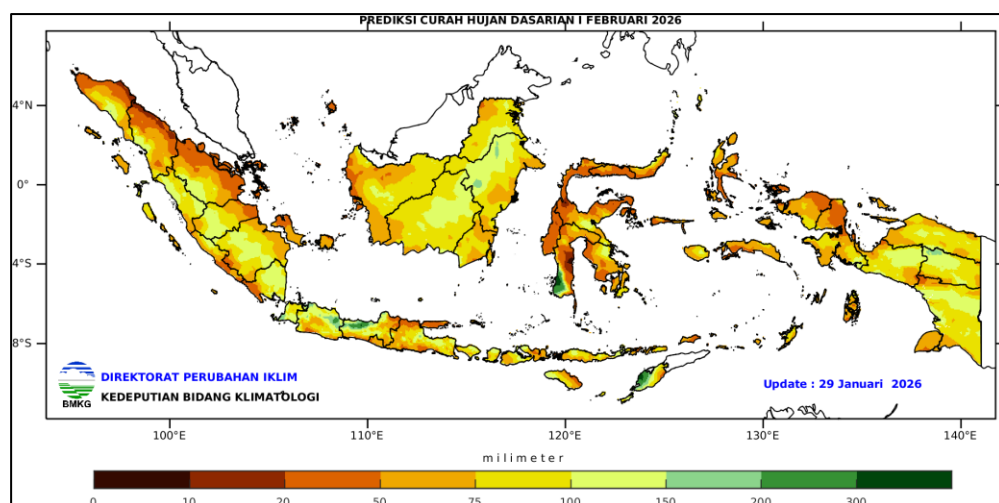 PREDIKSI CURAH HUJAN DASARIAN I FEBRUARI 2026
4°N
0°
4°S
8°S
BMKG
DIREKTORAT PERUBAHAN IKLIM
KEDEPUTIAN BIDANG KLIMATOLOGI
Update : 29 Januari 2026
100°E 110°E 120°E 130°E 140°E
milimeter
0 10 20 50 75 100 150 200 300